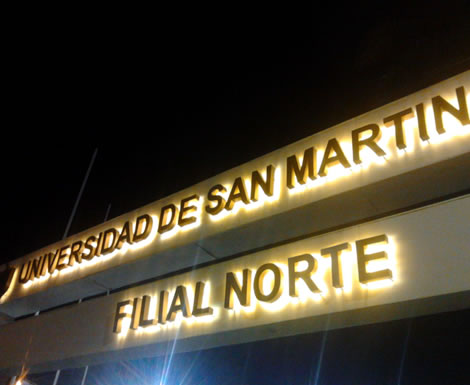 UNIVERSIDAD DE SAN MARTIN
FILIAL NORTE